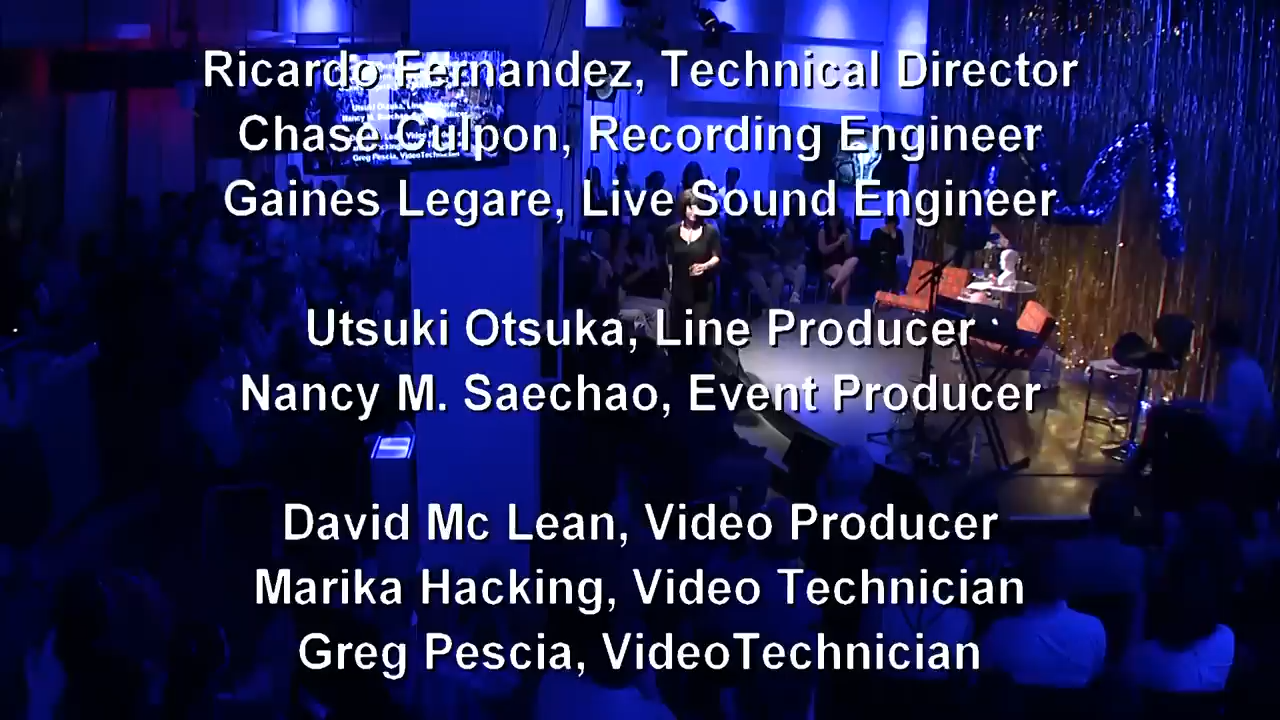 Ricardo Fernandez, Technical Director
Chase Culpon, Recording Engineer
Gaines Legare, Live Sound Engineer
Utsuki Otsuka, Line Producer
Nancy M. Saechao, Event Producer
David Mc Lean, Video Producer
Marika Hacking, Video Technician
Greg Pescia, VideoTechnician